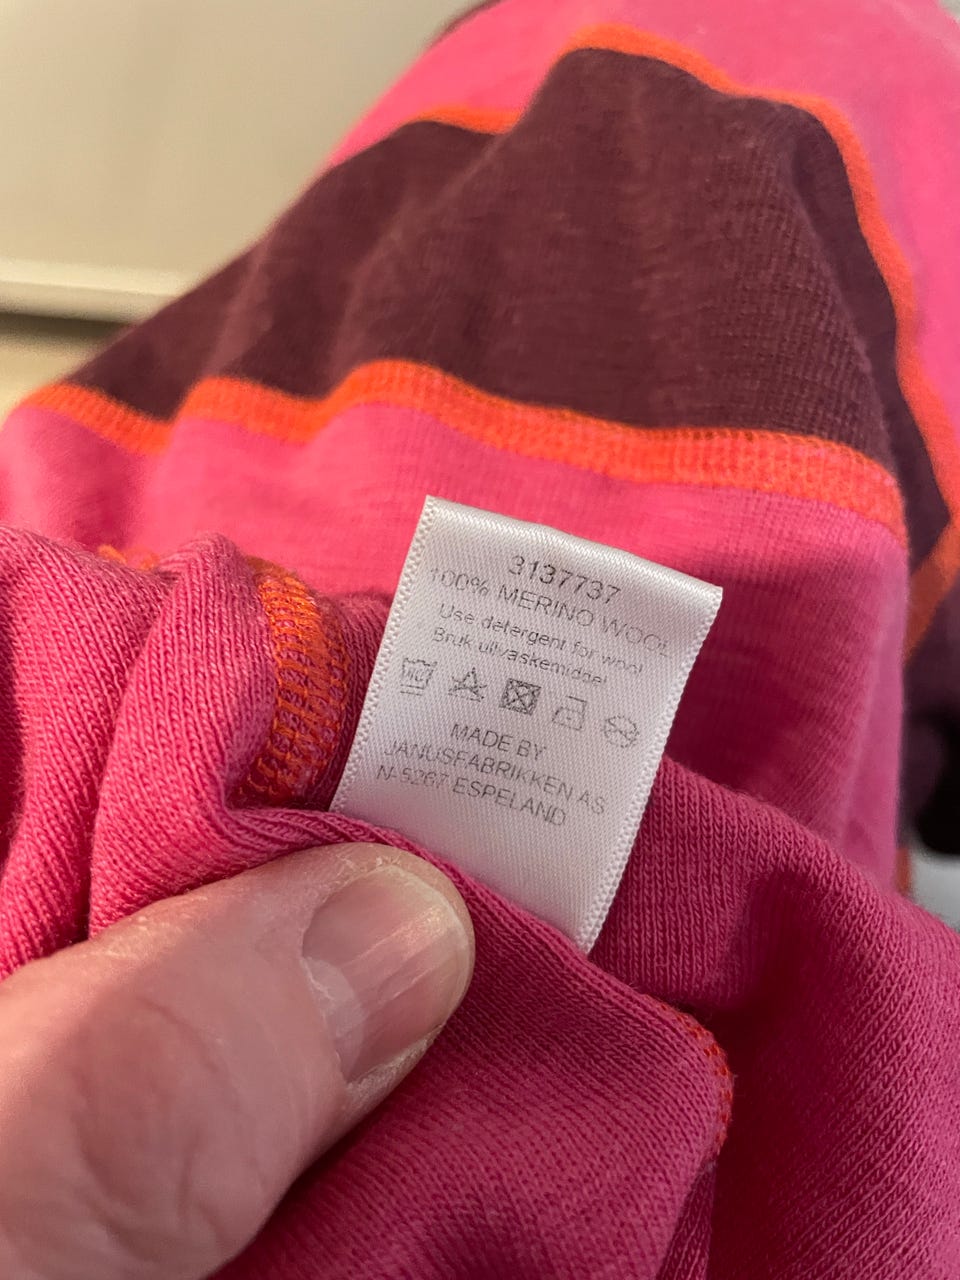 3137737
100% MERINO WOOL
Use detergent for wool
Bruk ullvaskemiddel
MADE BY
JANUSFABRIKKEN AS
N-5267 ESPELAND